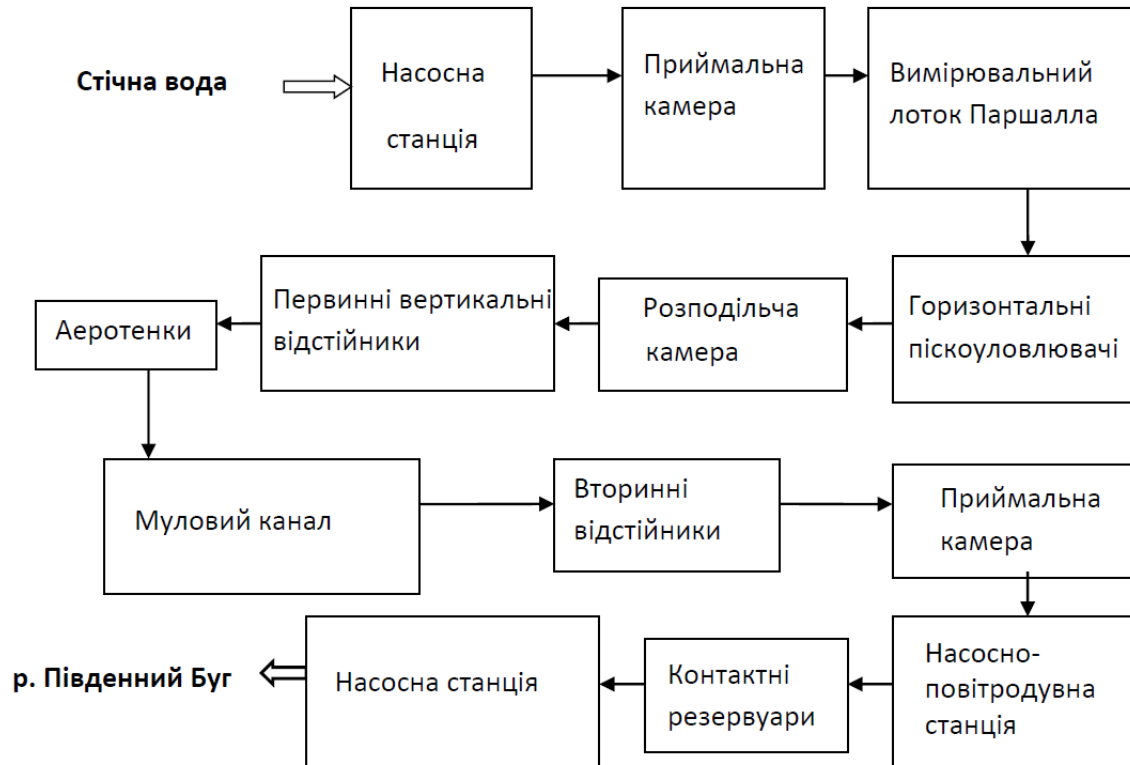 Стічна вода
Насосна
станція
Приймальна
камера
Вимірювальний
лоток Паршалла
Горизонтальні
піскоуловлювачі
Розподільча
камера
Первинні вертикальні
відстійники
Аеротенки
Муловий канал
Вторинні
відстійники
Приймальна
камера
Насосно-
повітродувна
станція
Контактні
резервуари
Насосна станція
р. Південний Буг